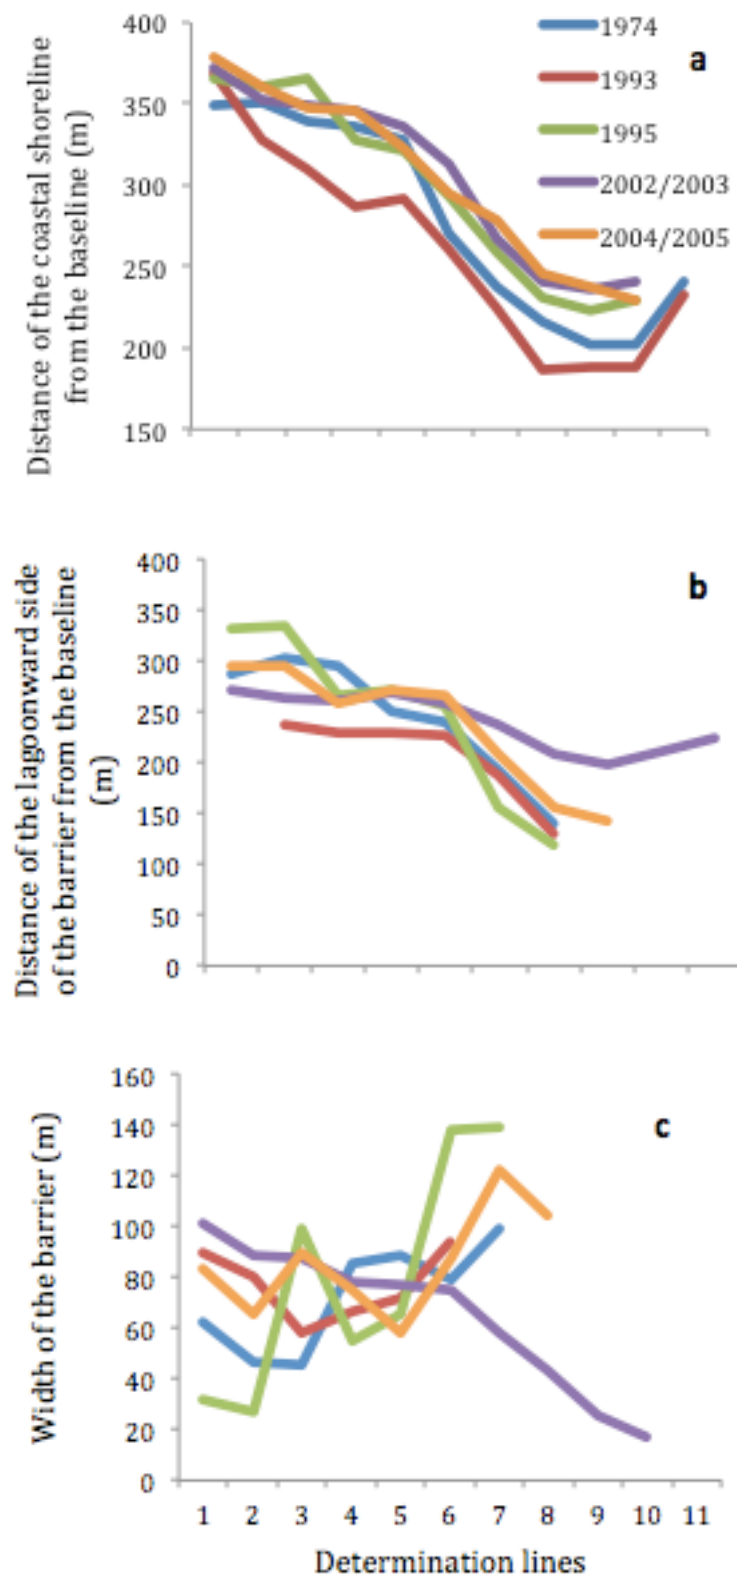 400
350
300
250
200
150
Distance of the coastal shoreline
from the baseline (m)
1974
1993
1995
2002/2003
2004/2005
a
400
350
300
250
200
150
100
50
0
Distance of the lagoonward side
of the barrier from the baseline
(m)
b
160
140
120
100
80
60
40
20
0
Width of the barrier (m)
c
1 2 3 4 5 6 7 8 9 10 11
Determination lines